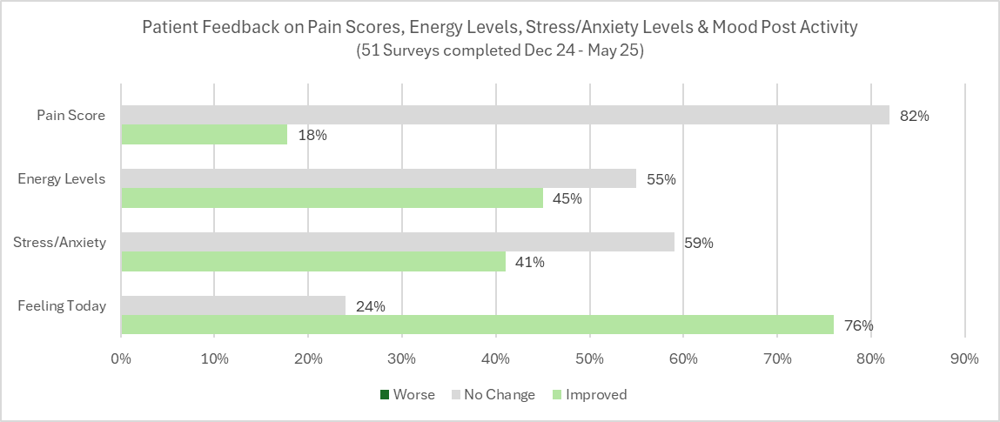 Patient Feedback on Pain Scores, Energy Levels, Stress/Anxiety Levels & Mood Post Activity
(51 Surveys completed Dec 24 - May 25)
Pain Score
82%
18%
Energy Levels
55%
45%
Stress/Anxiety
59%
41%
Feeling Today
24%
76%
0% 10% 20% 30% 40% 50% 60% 70% 80% 90%
Worse No Change Improved